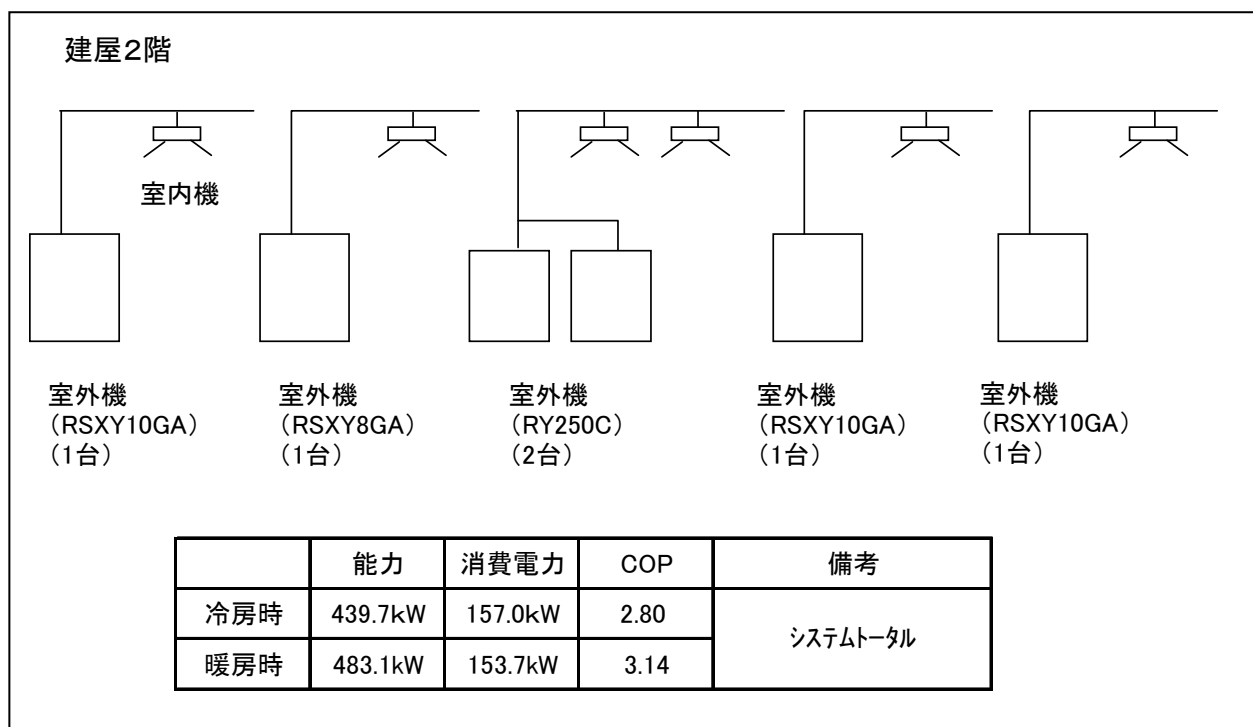 建屋2階
室内機
室外機
(RSXY10GA)
(1台)
室外機
(RSXY8GA)
(1台)
室外機
(RY250C)
(2台)
室外機
(RSXY10GA)
(1台)
室外機
(RSXY10GA)
(1台)
能力 消費電力 COP 備考
冷房時 439.7kW 157.0kW 2.80 システムトータル
暖房時 483.1kW 153.7kW 3.14